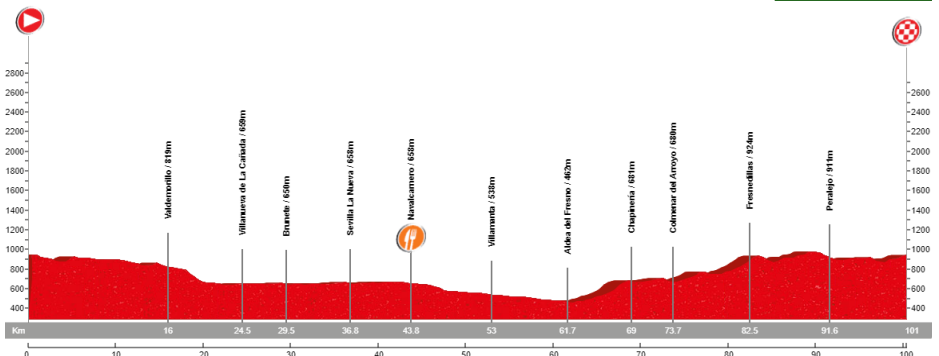 2800
2600
2400
2200
2000
1800
1600
1400
1200
1000
800
600
400
Valdemorillo / 819m
Villanueva de La Cañada / 659m
Brunete / 650m
Sevilla La Nueva / 658m
Navalcarnero / 658m
Villamanta / 538m
Aldea del Fresno / 462m
Chapinería / 681m
Colmenar del Arroyo / 680m
Fresnedillas / 924m
Peralejo / 911m
2600
2400
2200
2000
1800
1600
1400
1200
1000
800
600
400
Km 16 24.5 29.5 36.8 43.8 53 61.7 69 73.7 82.5 91.6 101
0 10 20 30 40 50 60 70 80 90 100